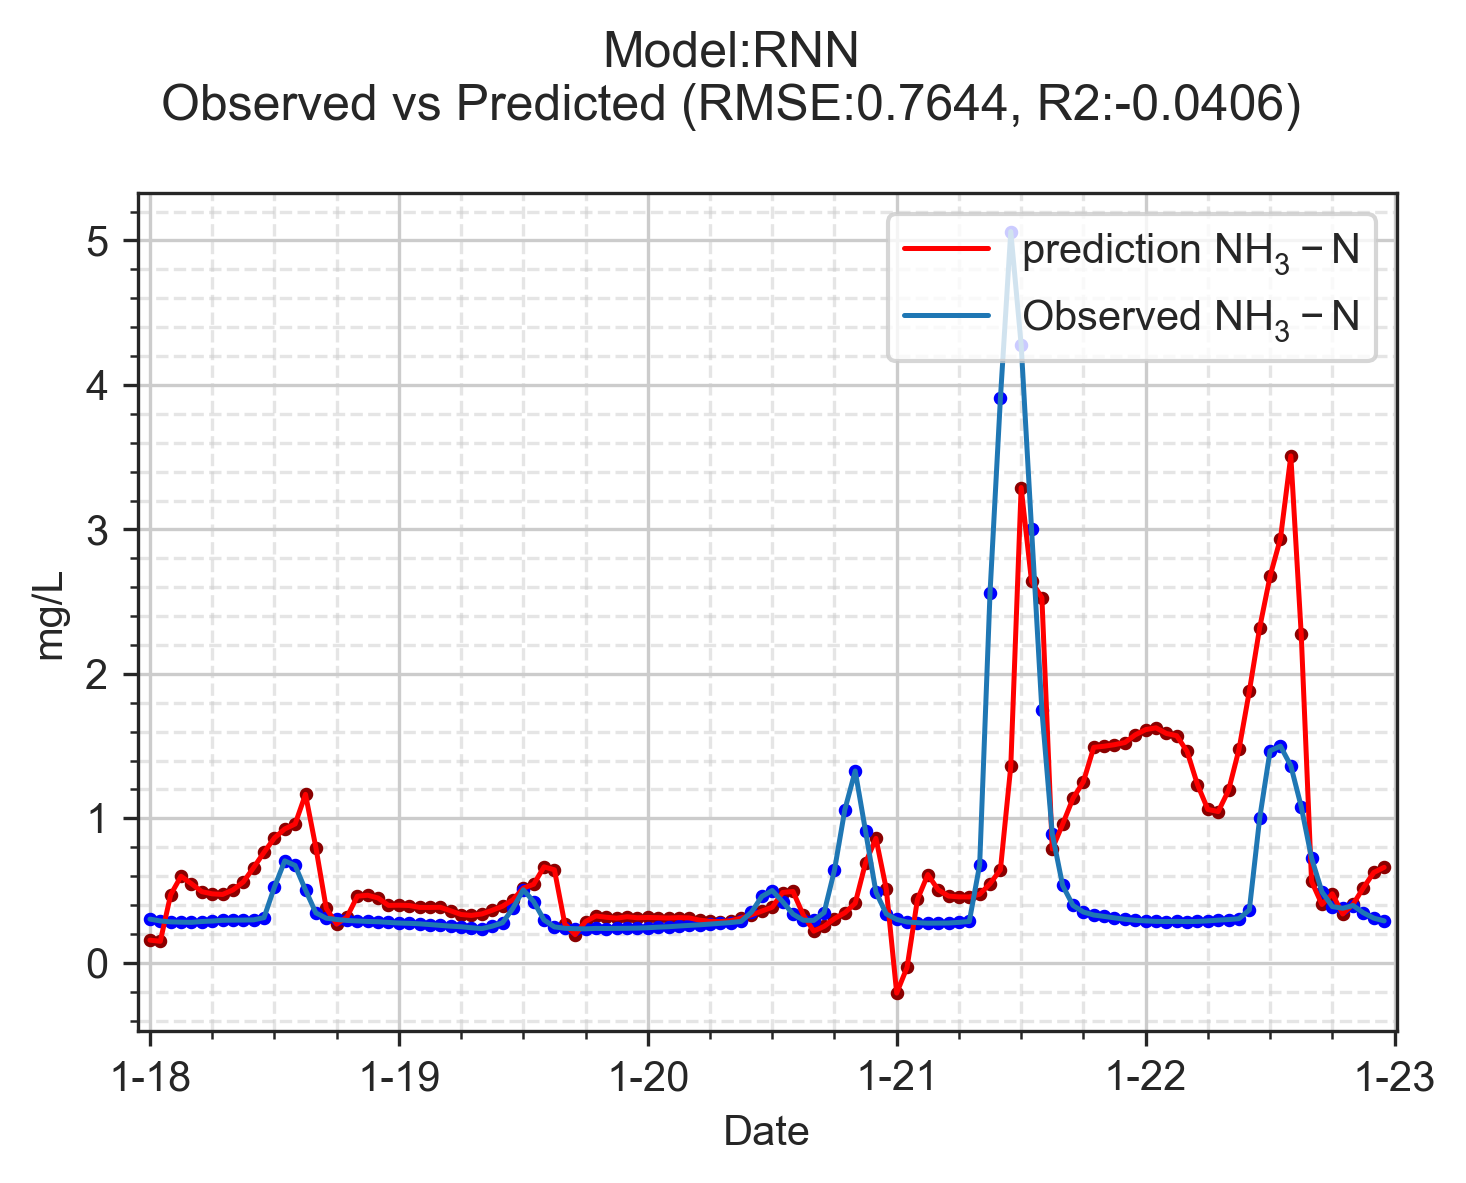 Model:RNN
Observed vs Predicted (RMSE:0.7644, R2:-0.0406)
prediction NH₃ − N
Observed NH₃ − N
5
4
3
2
1
0
mg/L
1-18 1-19 1-20 1-21 1-22 1-23
Date